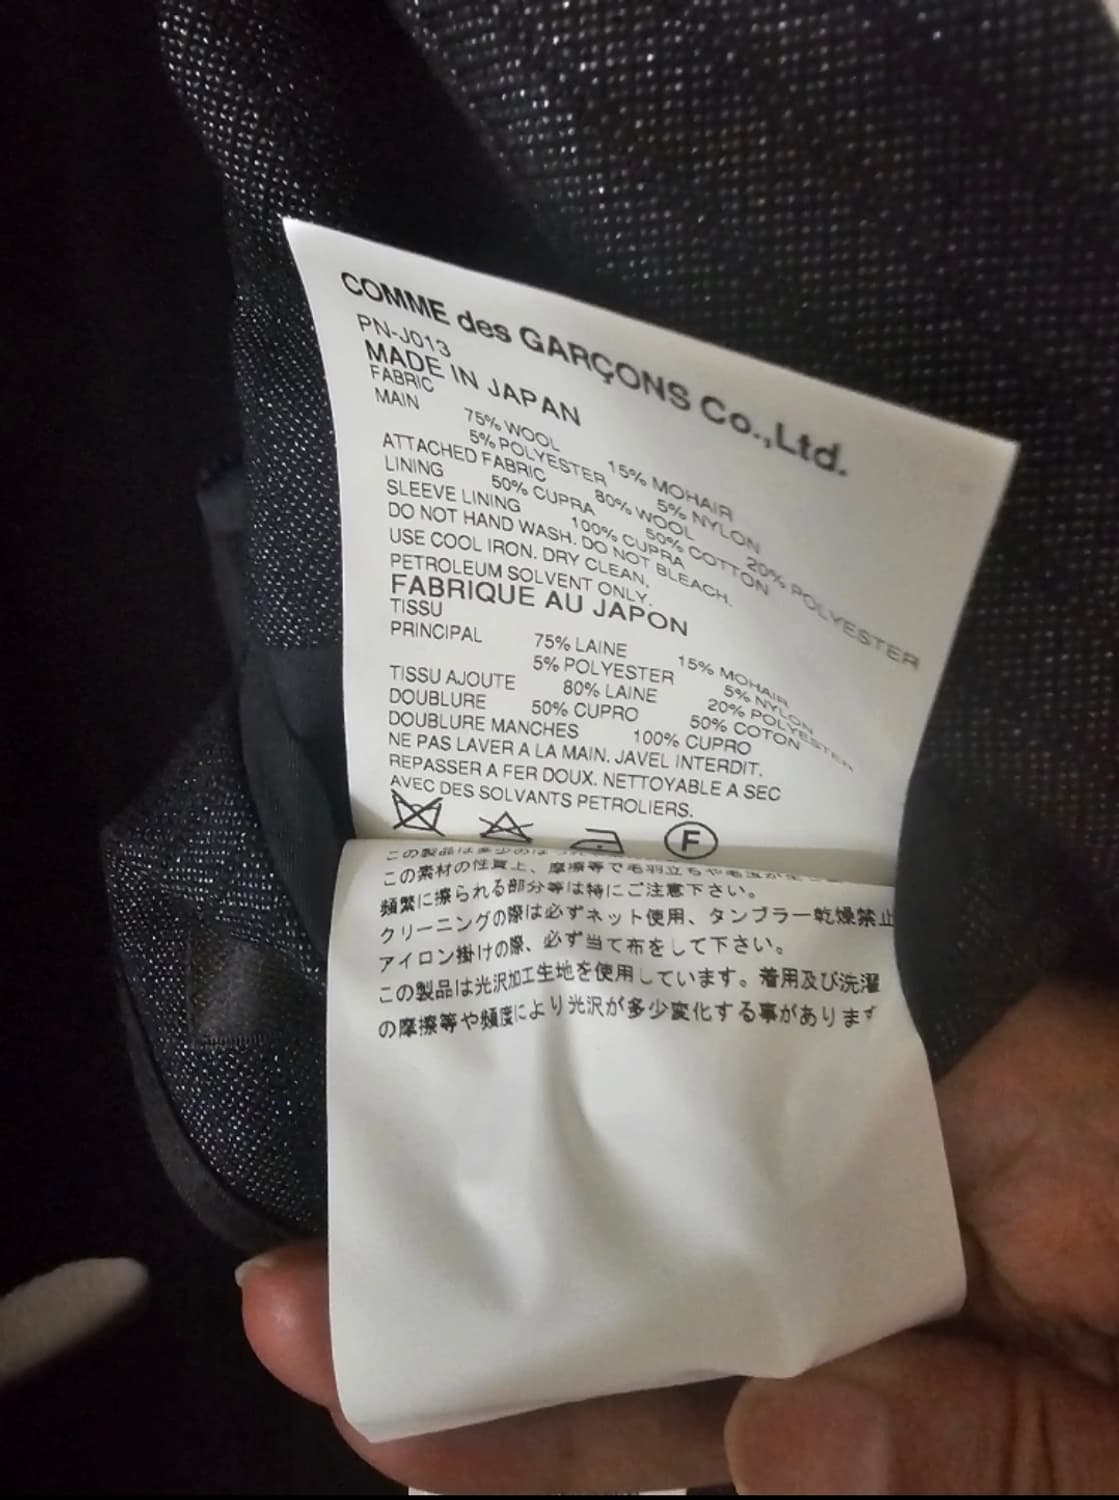 COMME des GARÇONS Co.,Ltd.
PN-J013
MADE IN JAPAN
FABRIC
MAIN 75% WOOL 15% MOHAIR
5% POLYESTER 5% NYLON
ATTACHED FABRIC 80% WOOL 20% POLYESTER
LINING 50% CUPRA 50% COTTON
SLEEVE LINING 100% CUPRA
DO NOT HAND WASH. DO NOT BLEACH.
USE COOL IRON. DRY CLEAN.
PETROLEUM SOLVENT ONLY.
FABRIQUE AU JAPON
TISSU
PRINCIPAL 75% LAINE 15% MOHAIR
5% POLYESTER 5% NYLON
TISSU AJOUTE 80% LAINE 20% POLYESTER
DOUBLURE 50% CUPRO 50% COTON
DOUBLURE MANCHES 100% CUPRO
NE PAS LAVER A LA MAIN. JAVEL INTERDIT.
REPASSER A FER DOUX. NETTOYABLE A SEC
AVEC DES SOLVANTS PETROLIERS.
F
この製品は
この素材の性質上、摩擦等で毛羽立ちや毛玉が
頻繁に擦られる部分等は特にご注意下さい。
クリーニングの際は必ずネット使用、タンブラー乾燥禁止
アイロン掛けの際、必ず当て布をして下さい。
この製品は光沢加工生地を使用しています。着用及び洗濯
の摩擦等や頻度により光沢が多少変化する事があります